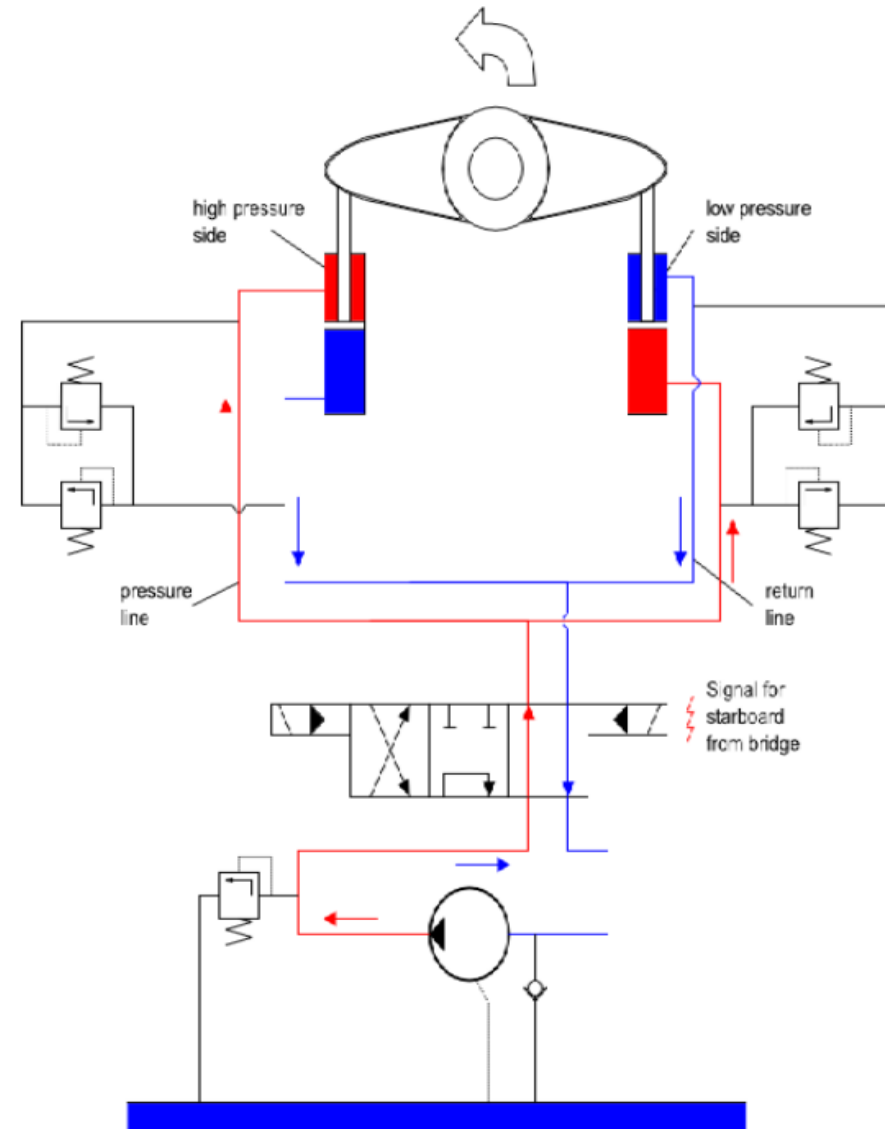 high pressure
side
low pressure
side
pressure
line
return
line
Signal for
starboard
from bridge